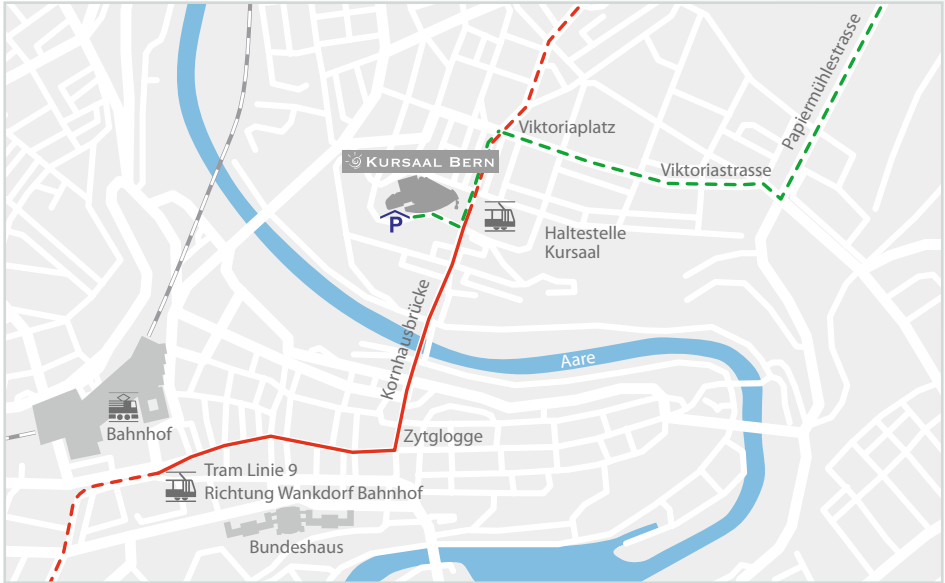 Papiermühlestrasse
Viktoriaplatz
KURSAAL BERN
Viktoriastrasse
P
Haltestelle
Kursaal
Kornhausbrücke
Aare
Bahnhof
Zytglogge
Tram Linie 9
Richtung Wankdorf Bahnhof
Bundeshaus